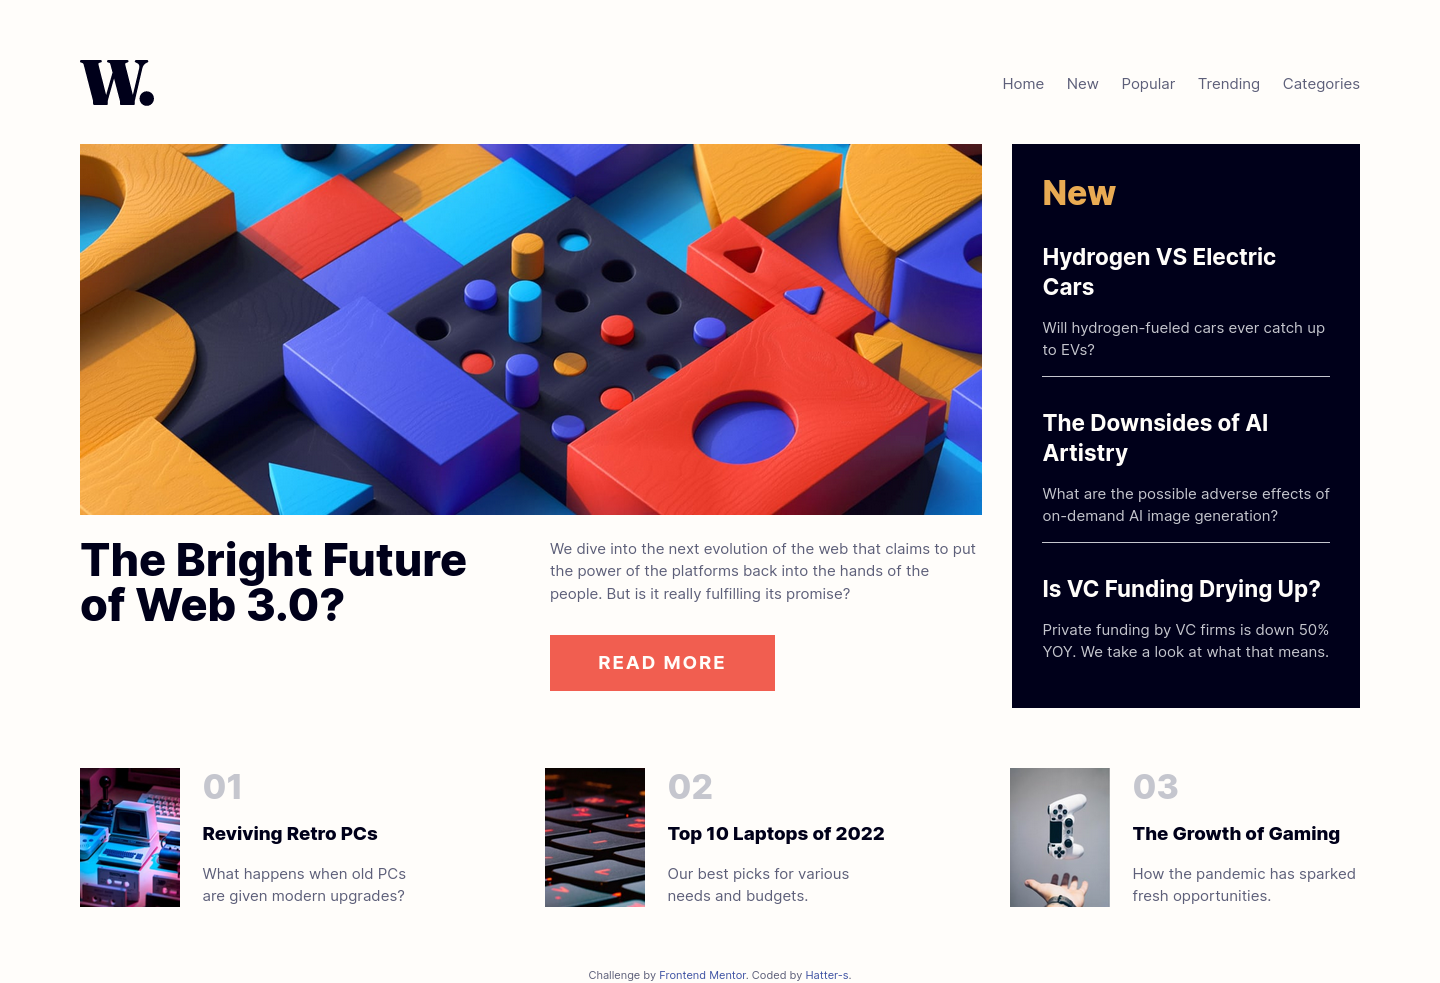 W.
Home New Popular Trending Categories
New
Hydrogen VS Electric
Cars
Will hydrogen-fueled cars ever catch up
to EVs?
The Downsides of AI
Artistry
What are the possible adverse effects of
on-demand AI image generation?
Is VC Funding Drying Up?
Private funding by VC firms is down 50%
YOY. We take a look at what that means.
The Bright Future
of Web 3.0?
We dive into the next evolution of the web that claims to put
the power of the platforms back into the hands of the
people. But is it really fulfilling its promise?
READ MORE
01
Reviving Retro PCs
What happens when old PCs
are given modern upgrades?
02
Top 10 Laptops of 2022
Our best picks for various
needs and budgets.
03
The Growth of Gaming
How the pandemic has sparked
fresh opportunities.
Challenge by Frontend Mentor. Coded by Hatter-s.